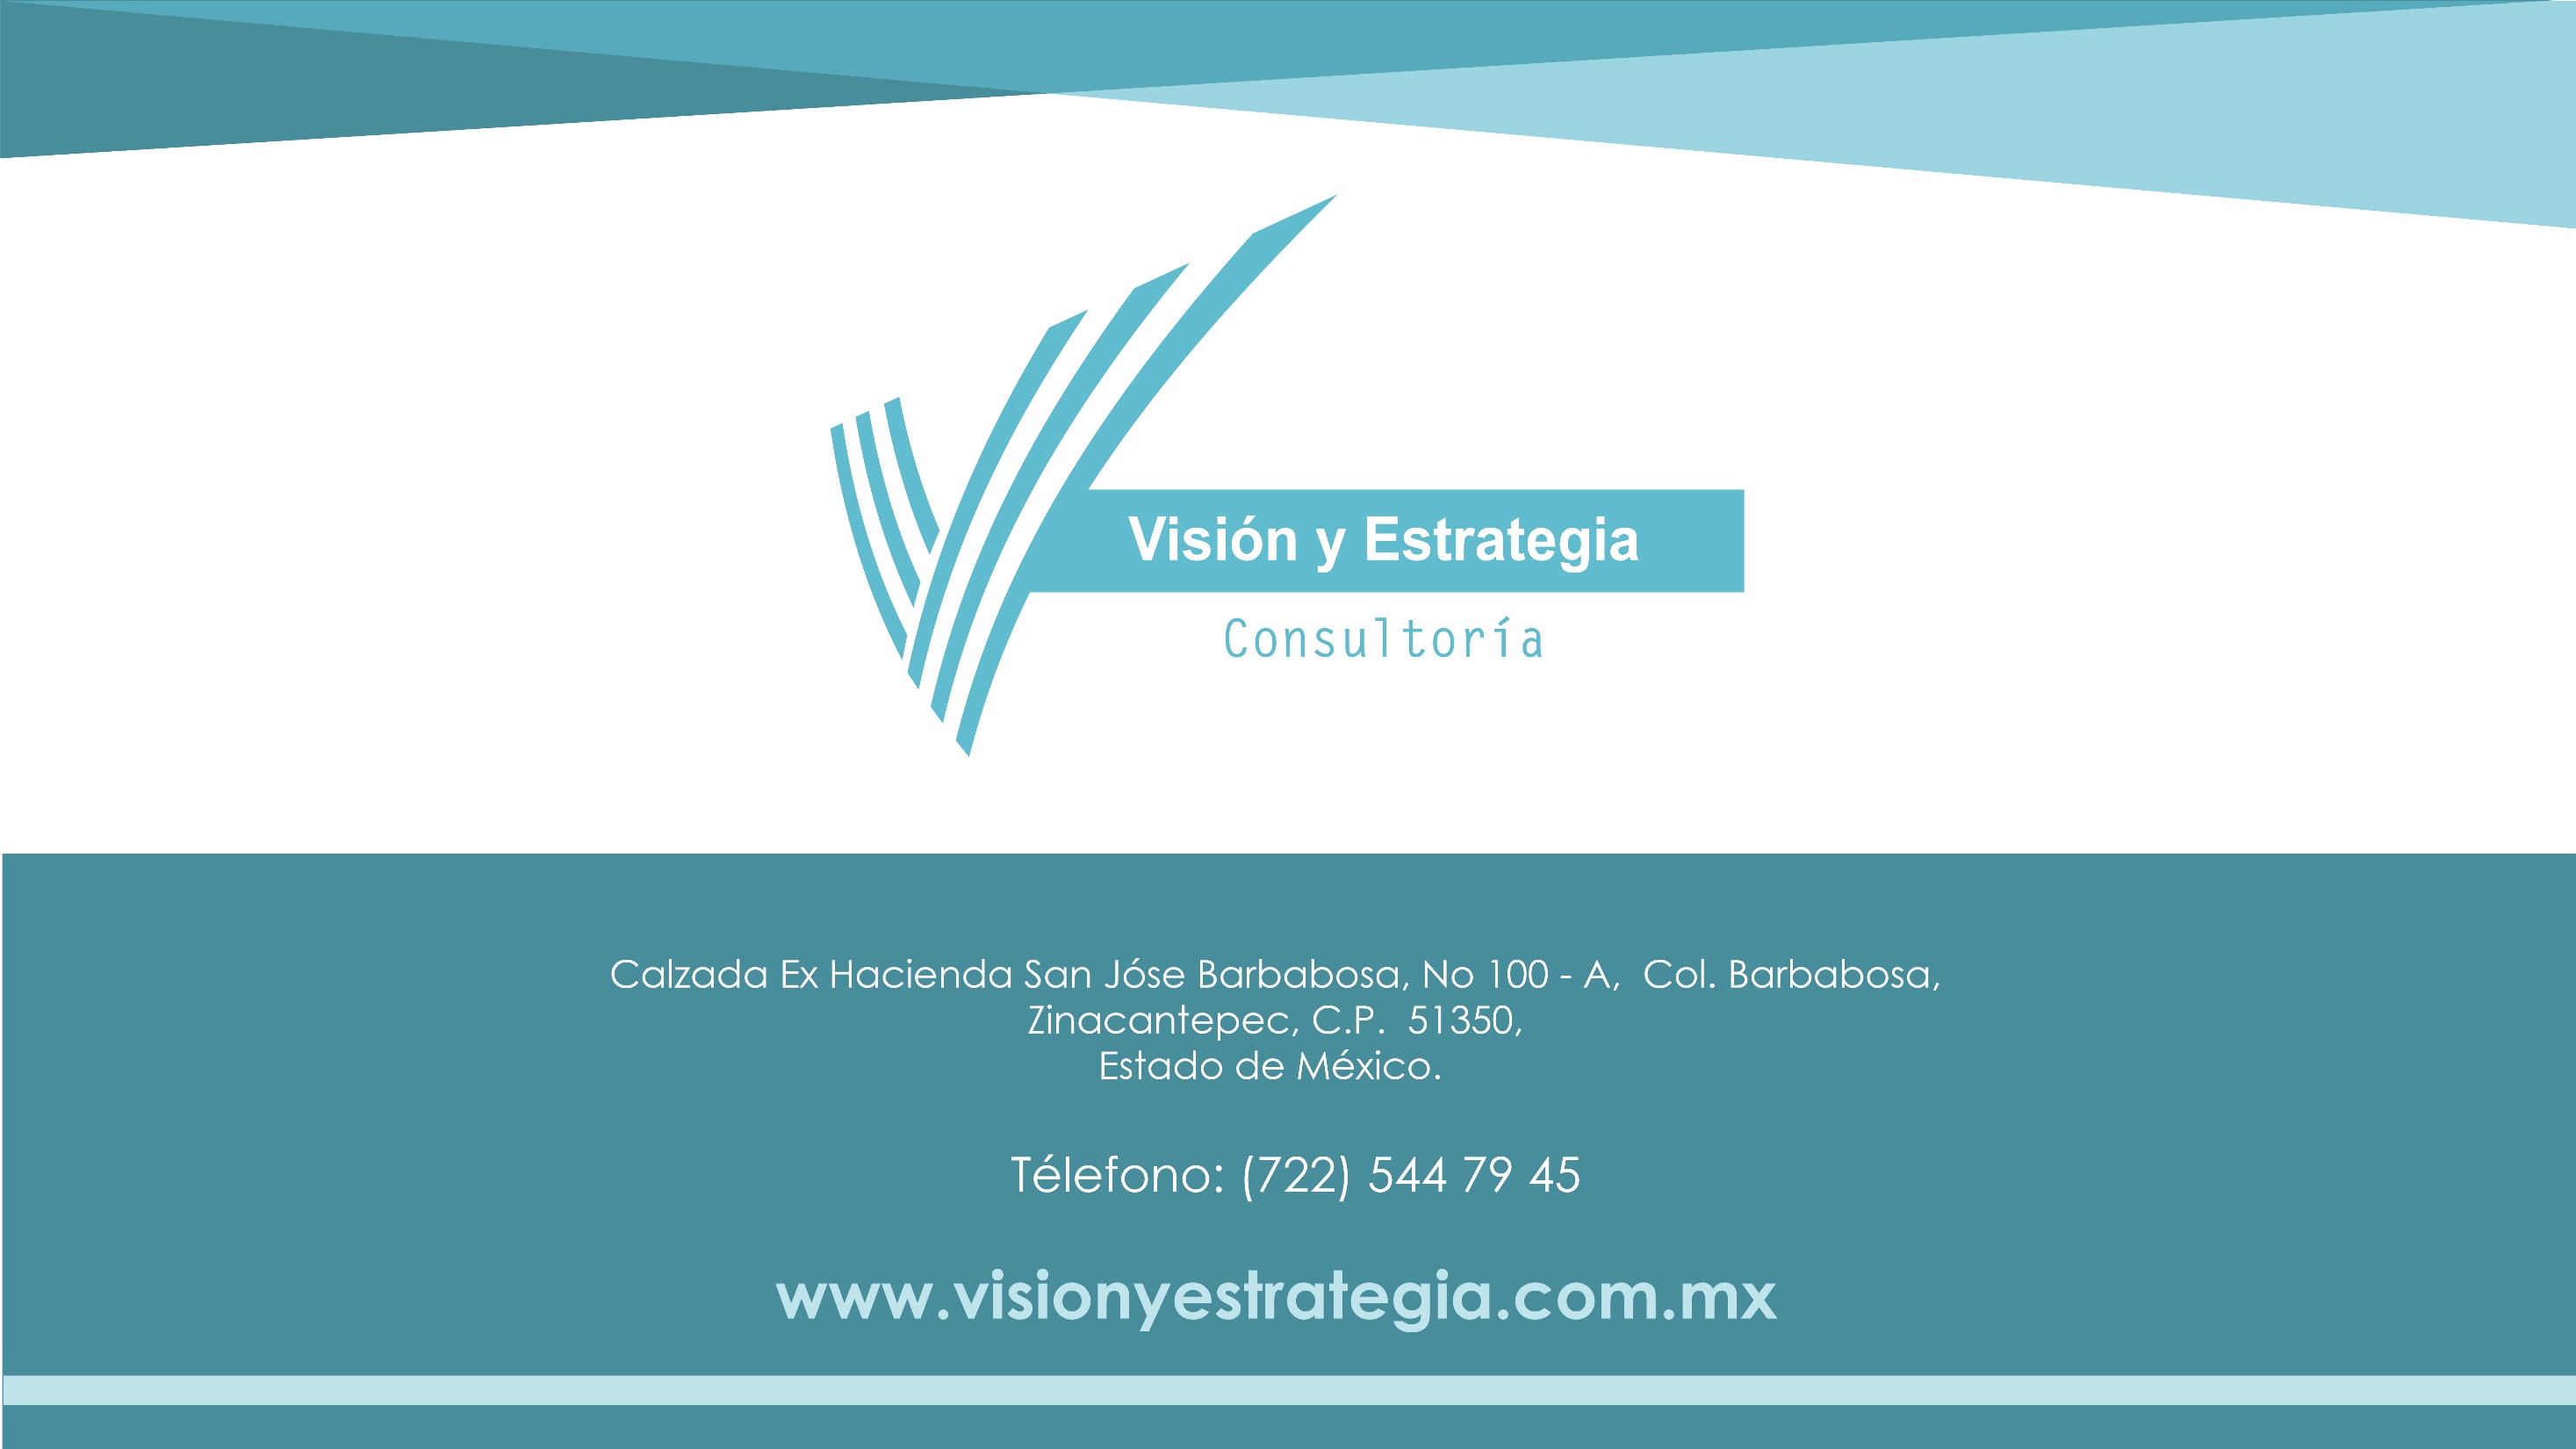 Visión y Estrategia
Consultoría
Calzada Ex Hacienda San Jóse Barbabosa, No 100 - A, Col. Barbabosa,
Zinacantepec, C.P. 51350,
Estado de México.
Télefono: (722) 544 79 45
www.visionyestrategia.com.mx